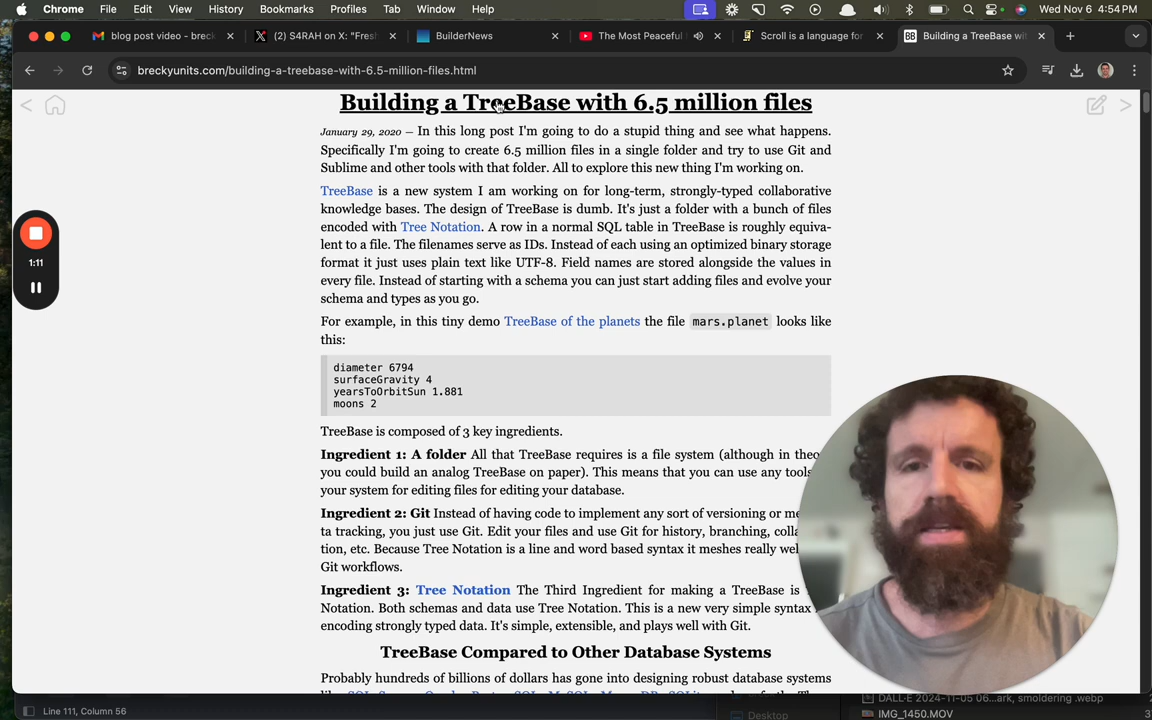 Chrome File Edit View History Bookmarks Profiles Tab Window Help Wed Nov 6 4:54 PM
blog post video - breck
(2) S4RAH on X: "Fresh
BuilderNews
The Most Peaceful
Scroll is a language for
BB Building a TreeBase wit
breckyunits.com/building-a-treebase-with-6.5-million-files.html
Building a TreeBase with 6.5 million files
January 29, 2020 — In this long post I'm going to do a stupid thing and see what happens.
Specifically I'm going to create 6.5 million files in a single folder and try to use Git and
Sublime and other tools with that folder. All to explore this new thing I'm working on.
TreeBase is a new system I am working on for long-term, strongly-typed collaborative
knowledge bases. The design of TreeBase is dumb. It's just a folder with a bunch of files
encoded with Tree Notation. A row in a normal SQL table in TreeBase is roughly equiva-
lent to a file. The filenames serve as IDs. Instead of each using an optimized binary storage
format it just uses plain text like UTF-8. Field names are stored alongside the values in
every file. Instead of starting with a schema you can just start adding files and evolve your
schema and types as you go.
1:11
For example, in this tiny demo TreeBase of the planets the file mars.planet looks like
this:
diameter 6794
surfaceGravity 4
yearsToOrbitSun 1.881
moons 2
TreeBase is composed of 3 key ingredients.
Ingredient 1: A folder All that TreeBase requires is a file system (although in theo
you could build an analog TreeBase on paper). This means that you can use any tools
your system for editing files for editing your database.
Ingredient 2: Git Instead of having code to implement any sort of versioning or me
ta tracking, you just use Git. Edit your files and use Git for history, branching, colla
tion, etc. Because Tree Notation is a line and word based syntax it meshes really wel
Git workflows.
Ingredient 3: Tree Notation The Third Ingredient for making a TreeBase is
Notation. Both schemas and data use Tree Notation. This is a new very simple syntax
encoding strongly typed data. It's simple, extensible, and plays well with Git.
TreeBase Compared to Other Database Systems
Probably hundreds of billions of dollars has gone into designing robust database systems
Line 111, Column 56
Desktop
IMG_1450.MOV